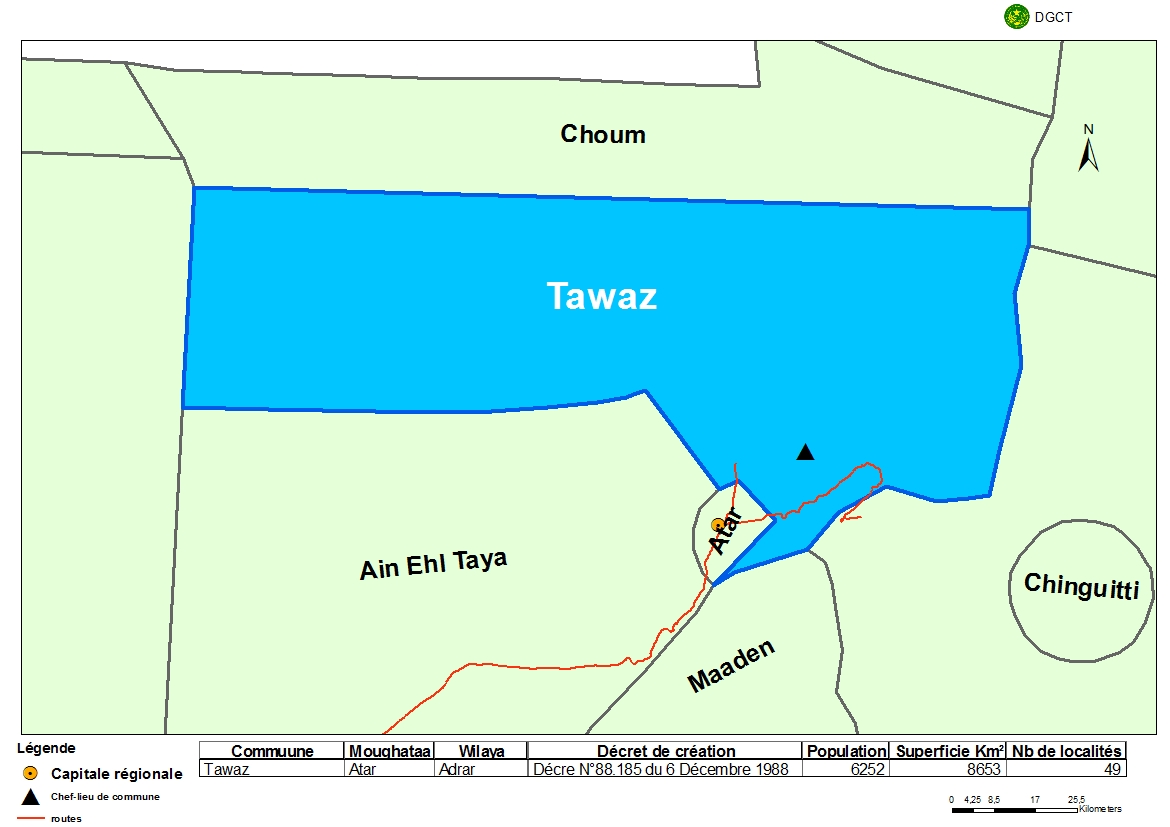 DGCT
Choum
N
Tawaz
Atar
Ain Ehl Taya
Chinguitti
Maaden
Légende
Capitale régionale
Chef-lieu de commune
routes
Commuune Moughataa Wilaya Décret de création Population Superficie Km² Nb de localités
Tawaz Atar Adrar Décre N°88.185 du 6 Décembre 1988 6252 8653 49
0 4,25 8,5 17 25,5
Kilometers